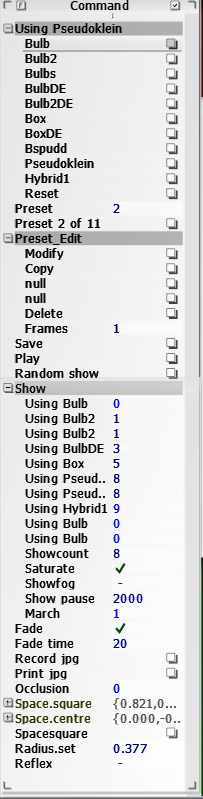 Command
Using Pseudoklein
Bulb
Bulb2
Bulbs
BulbDE
Bulb2DE
Box
BoxDE
Bspudd
Pseudoklein
Hybrid1
Reset
Preset 2
Preset 2 of 11
Preset_Edit
Modify
Copy
null
null
Delete
Frames 1
Save
Play
Random show
Show
Using Bulb 0
Using Bulb2 1
Using Bulb2 1
Using BulbDE 3
Using Box 5
Using Pseud.. 8
Using Pseud.. 8
Using Hybrid1 9
Using Bulb 0
Using Bulb 0
Showcount 8
Saturate ✓
Showfog -
Show pause 2000
March 1
Fade ✓
Fade time 20
Record jpg
Print jpg
Occlusion 0
Space.square {0.821,0...
Space.centre {0.000,-0..
Spacesquare
Radius.set 0.377
Reflex -